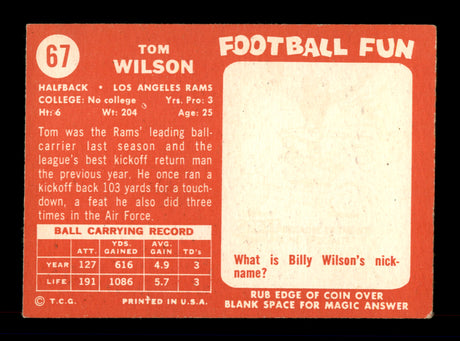 67
TOM
WILSON
HALFBACK • LOS ANGELES RAMS
COLLEGE: No college Yrs. Pro: 3
Ht: 6 Wt: 204 Age: 25
Tom was the Rams' leading ball-
carrier last season and the
league's best kickoff return man
the previous year. He once ran a
kickoff back 103 yards for a touch-
down, a feat he also did three
times in the Air Force.
BALL CARRYING RECORD
ATT. YDS. GAINED AVG. GAIN TD's
YEAR 127 616 4.9 3
LIFE 191 1086 5.7 3
© T.C.G. PRINTED IN U.S.A.
FOOTBALL FUN
What is Billy Wilson's nick-
name?
RUB EDGE OF COIN OVER
BLANK SPACE FOR MAGIC ANSWER